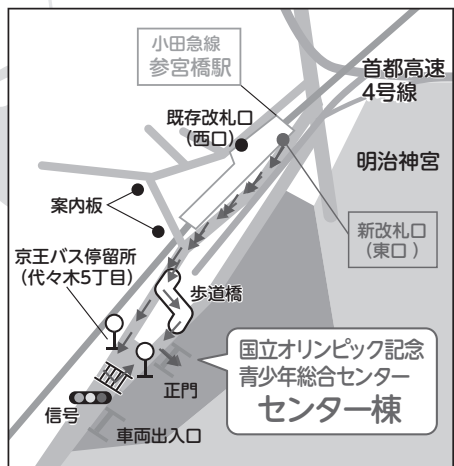 小田急線
参宮橋駅
首都高速
4号線
既存改札口
（西口）
明治神宮
案内板
新改札口
（東口）
京王バス停留所
（代々木5丁目）
歩道橋
国立オリンピック記念
青少年総合センター
センター棟
正門
信号
車両出入口